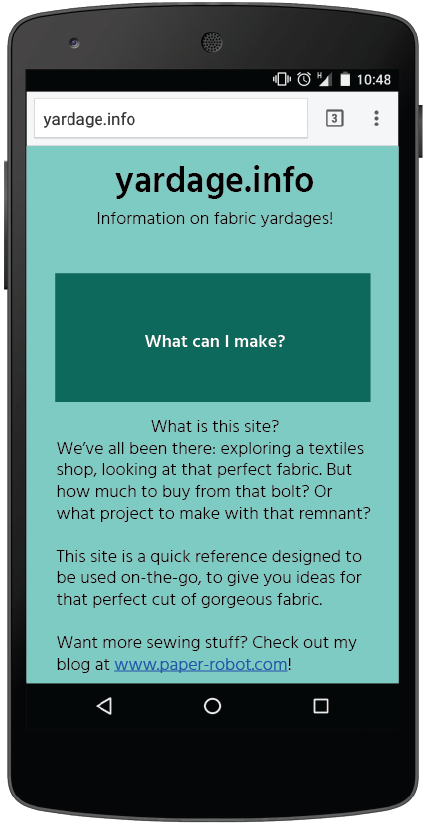 H 10:48
yardage.info
3
yardage.info
Information on fabric yardages!
What can I make?
What is this site?
We've all been there: exploring a textiles
shop, looking at that perfect fabric. But
how much to buy from that bolt? Or
what project to make with that remnant?
This site is a quick reference designed to
be used on-the-go, to give you ideas for
that perfect cut of gorgeous fabric.
Want more sewing stuff? Check out my
blog at www.paper-robot.com!